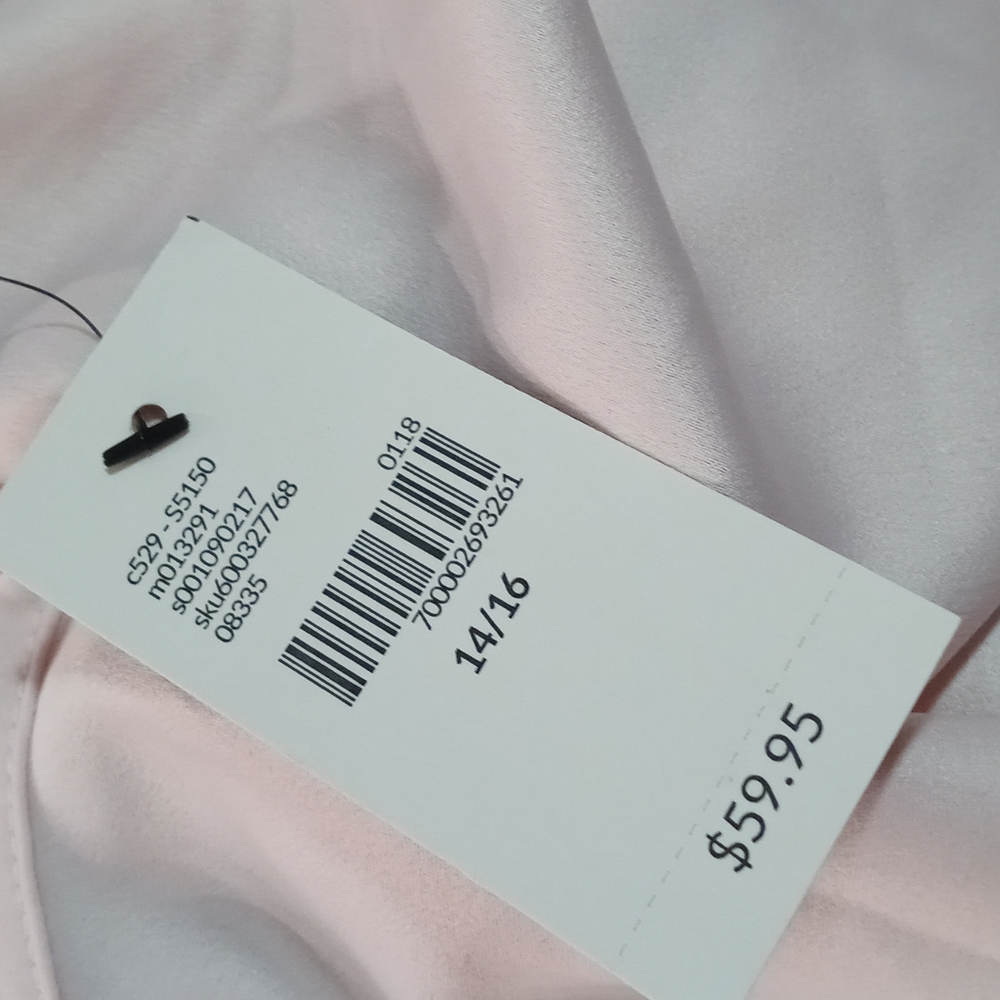 c529 - S5150
m013291
s001090217
sku600327768
08335
0118
700002693261
14/16
$59.95